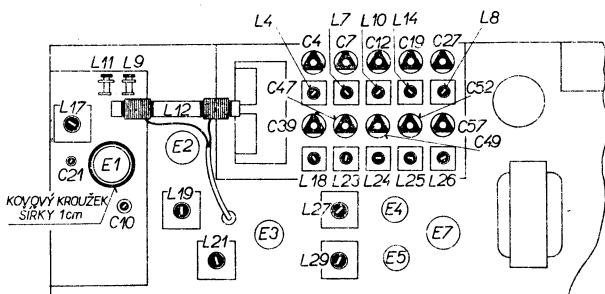 L4 L7 L10 L14 L8
C4 C7 C12 C19 C27
L11 L9
C47 C52
L17 L12
C39 C57
E2 C49
E1
C21 L18 L23 L24 L25 L26
KOVOVÝ KROUŽEK
ŠÍRKY 1cm
C10 L19 L27 E4
E3 E7
L21 L29 E5